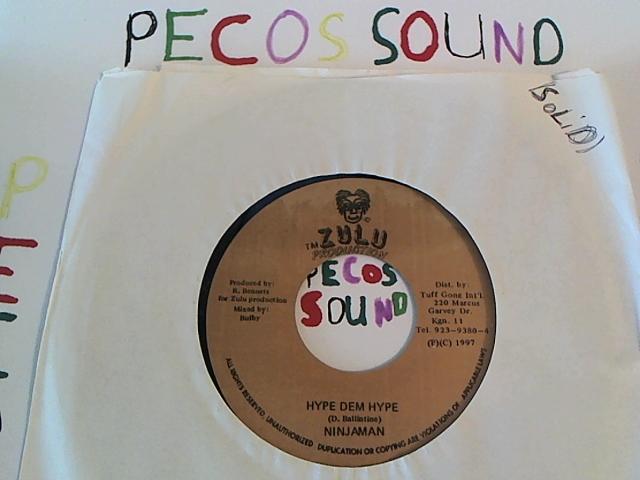 PECOS SOUND
(SOLiD)
P
TM ZULU
PRODUCTION
PECOS
SOUND
Produced by:
R. Bennett
for Zulu production
Mixed by:
Bulby
Dist. by
Tuff Gong Int'l.
220 Marcus
Garvey Dr.
Kgn. 11
Tel. 923-9380-4
(P)(C) 1997
HYPE DEM HYPE
(D. Ballintine)
NINJAMAN
ALL RIGHTS RESERVED. UNAUTHORIZED DUPLICATION OR COPYING ARE VIOLATIONS OF APPLICABLE LAWS